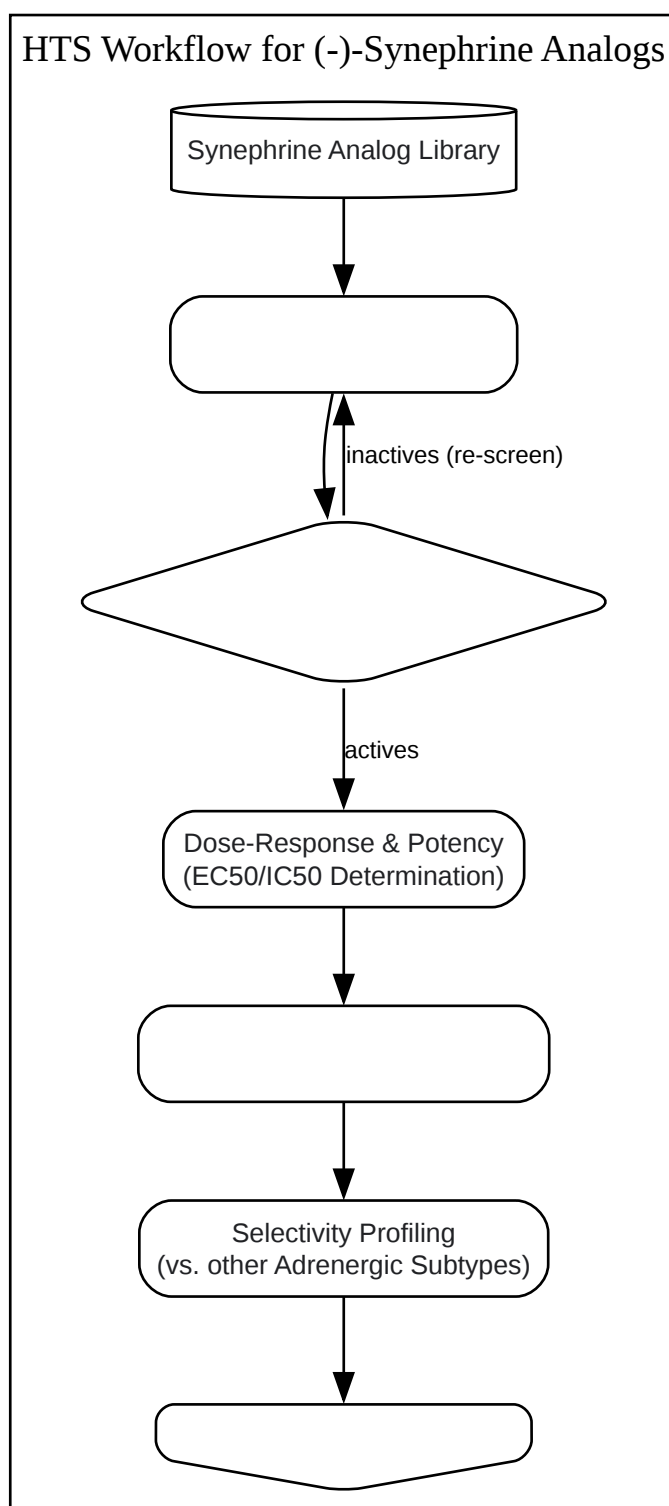 HTS Workflow for (-)-Synephrine Analogs
Synephrine Analog Library
inactives (re-screen)
actives
Dose-Response & Potency
(EC50/IC50 Determination)
Selectivity Profiling
(vs. other Adrenergic Subtypes)